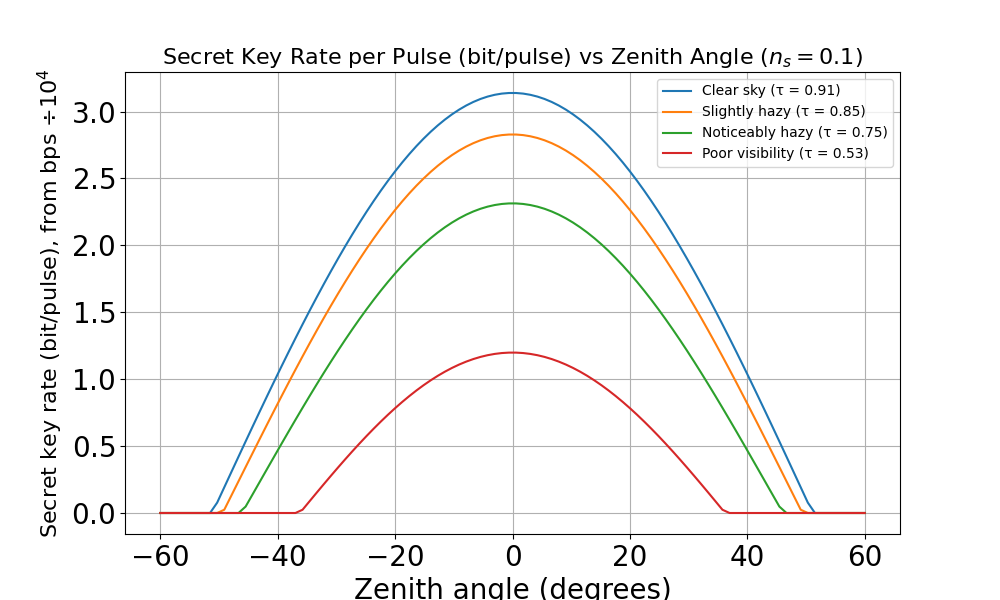 Secret Key Rate per Pulse (bit/pulse) vs Zenith Angle (nₛ = 0.1)
Secret key rate (bit/pulse), from bps ÷10⁴
3.0
2.5
2.0
1.5
1.0
0.5
0.0
Clear sky (τ = 0.91)
Slightly hazy (τ = 0.85)
Noticeably hazy (τ = 0.75)
Poor visibility (τ = 0.53)
−60 −40 −20 0 20 40 60
Zenith angle (degrees)